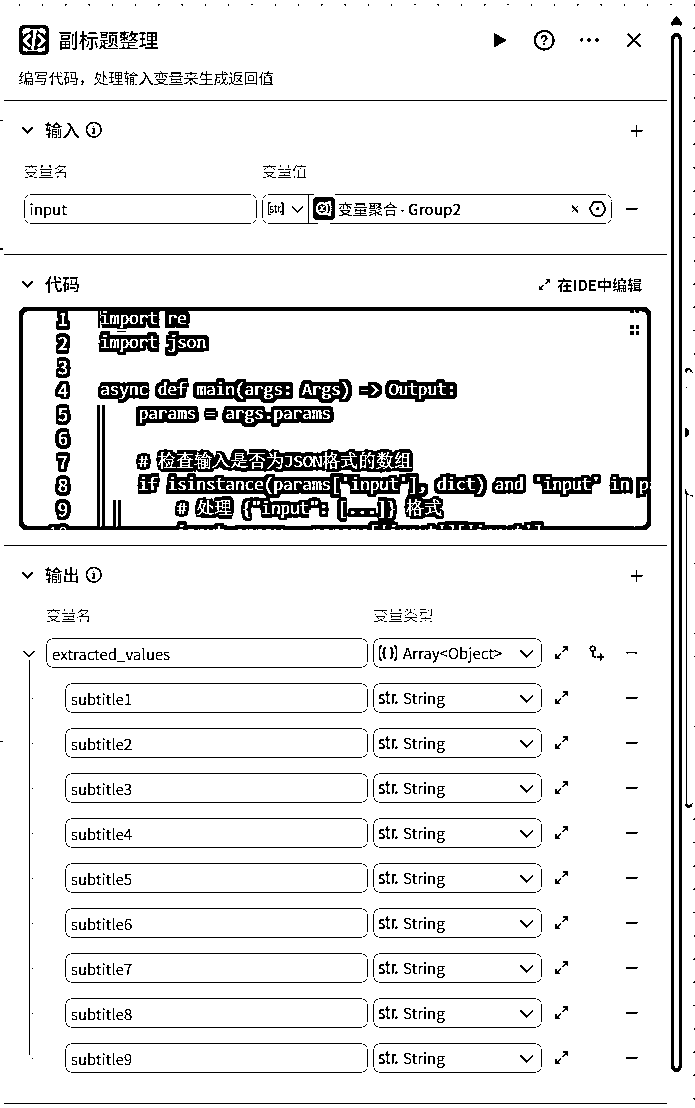 副标题整理
编写代码，处理输入变量来生成返回值
输入
变量名 变量值
input str. 变量聚合 - Group2
代码 在IDE中编辑
1 import re
2 import json
3
4 async def main(args: Args) -> Output:
5 params = args.params
6
7 # 检查输入是否为JSON格式的数组
8 if isinstance(params['input'], dict) and 'input' in pa
9 # 处理 {"input": [...]} 格式
输出
变量名 变量类型
extracted_values Array<Object>
subtitle1 str. String
subtitle2 str. String
subtitle3 str. String
subtitle4 str. String
subtitle5 str. String
subtitle6 str. String
subtitle7 str. String
subtitle8 str. String
subtitle9 str. String